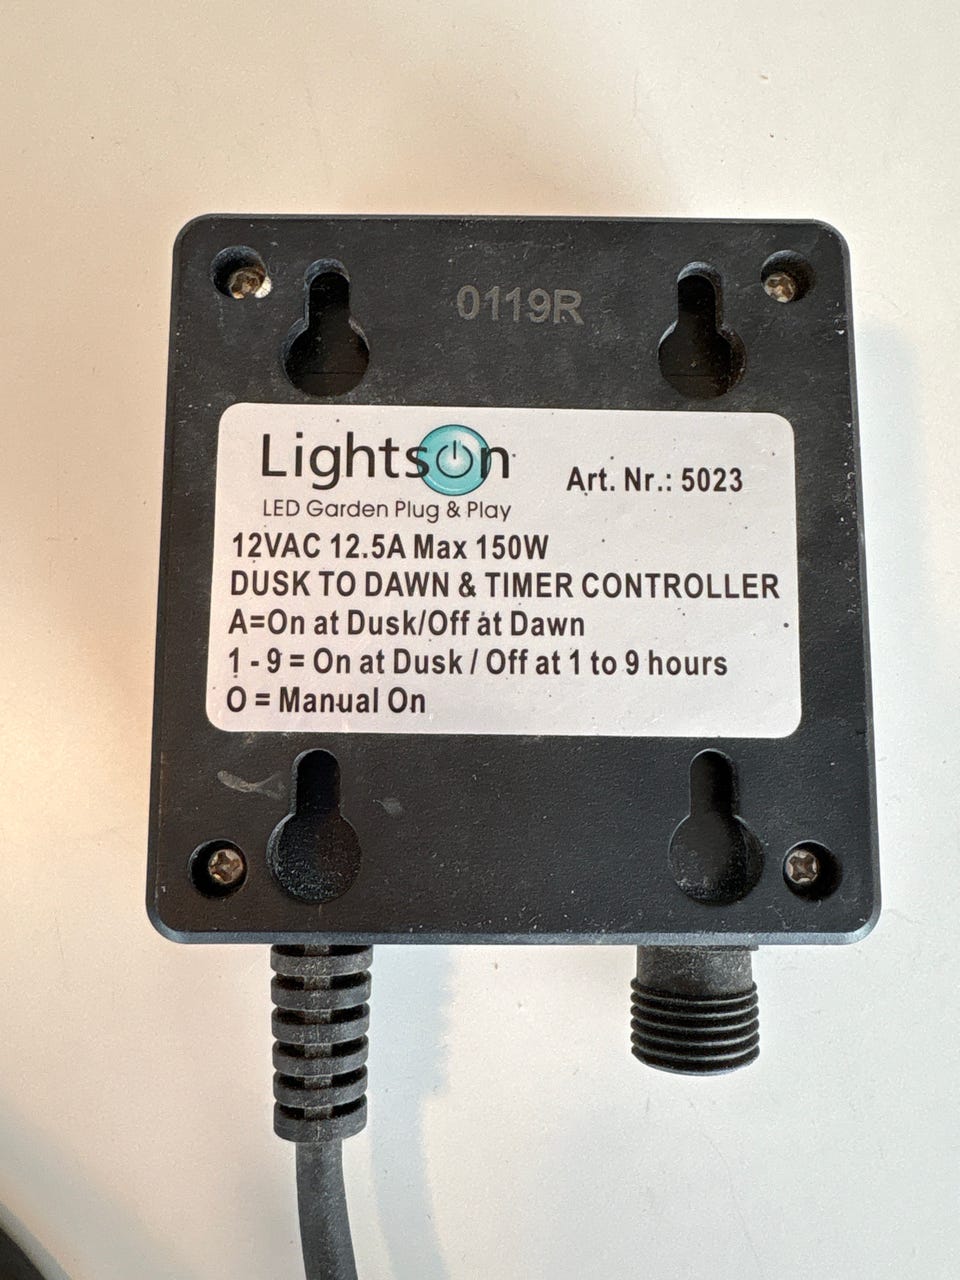 0119R
LightsOn
Art. Nr.: 5023
LED Garden Plug & Play
12VAC 12.5A Max 150W
DUSK TO DAWN & TIMER CONTROLLER
A=On at Dusk/Off at Dawn
1 - 9 = On at Dusk / Off at 1 to 9 hours
O = Manual On